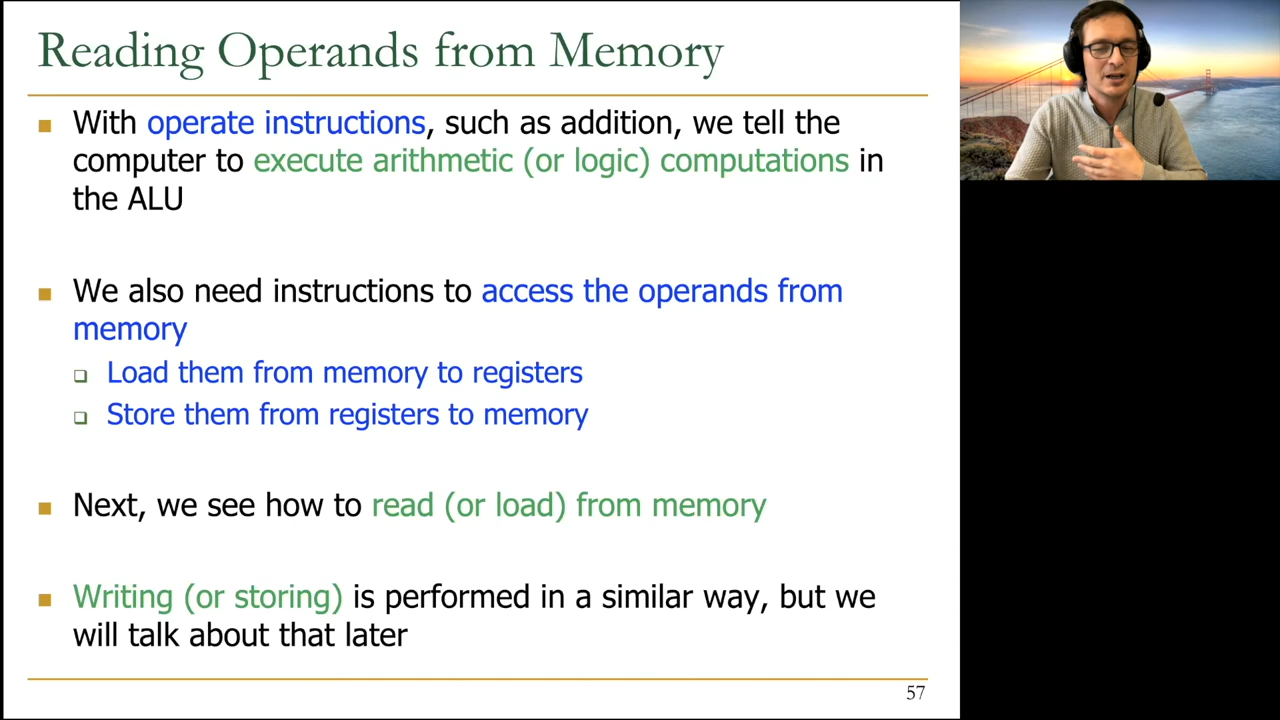 Reading Operands from Memory
With operate instructions, such as addition, we tell the
computer to execute arithmetic (or logic) computations in
the ALU
We also need instructions to access the operands from
memory
Load them from memory to registers
Store them from registers to memory
Next, we see how to read (or load) from memory
Writing (or storing) is performed in a similar way, but we
will talk about that later
57